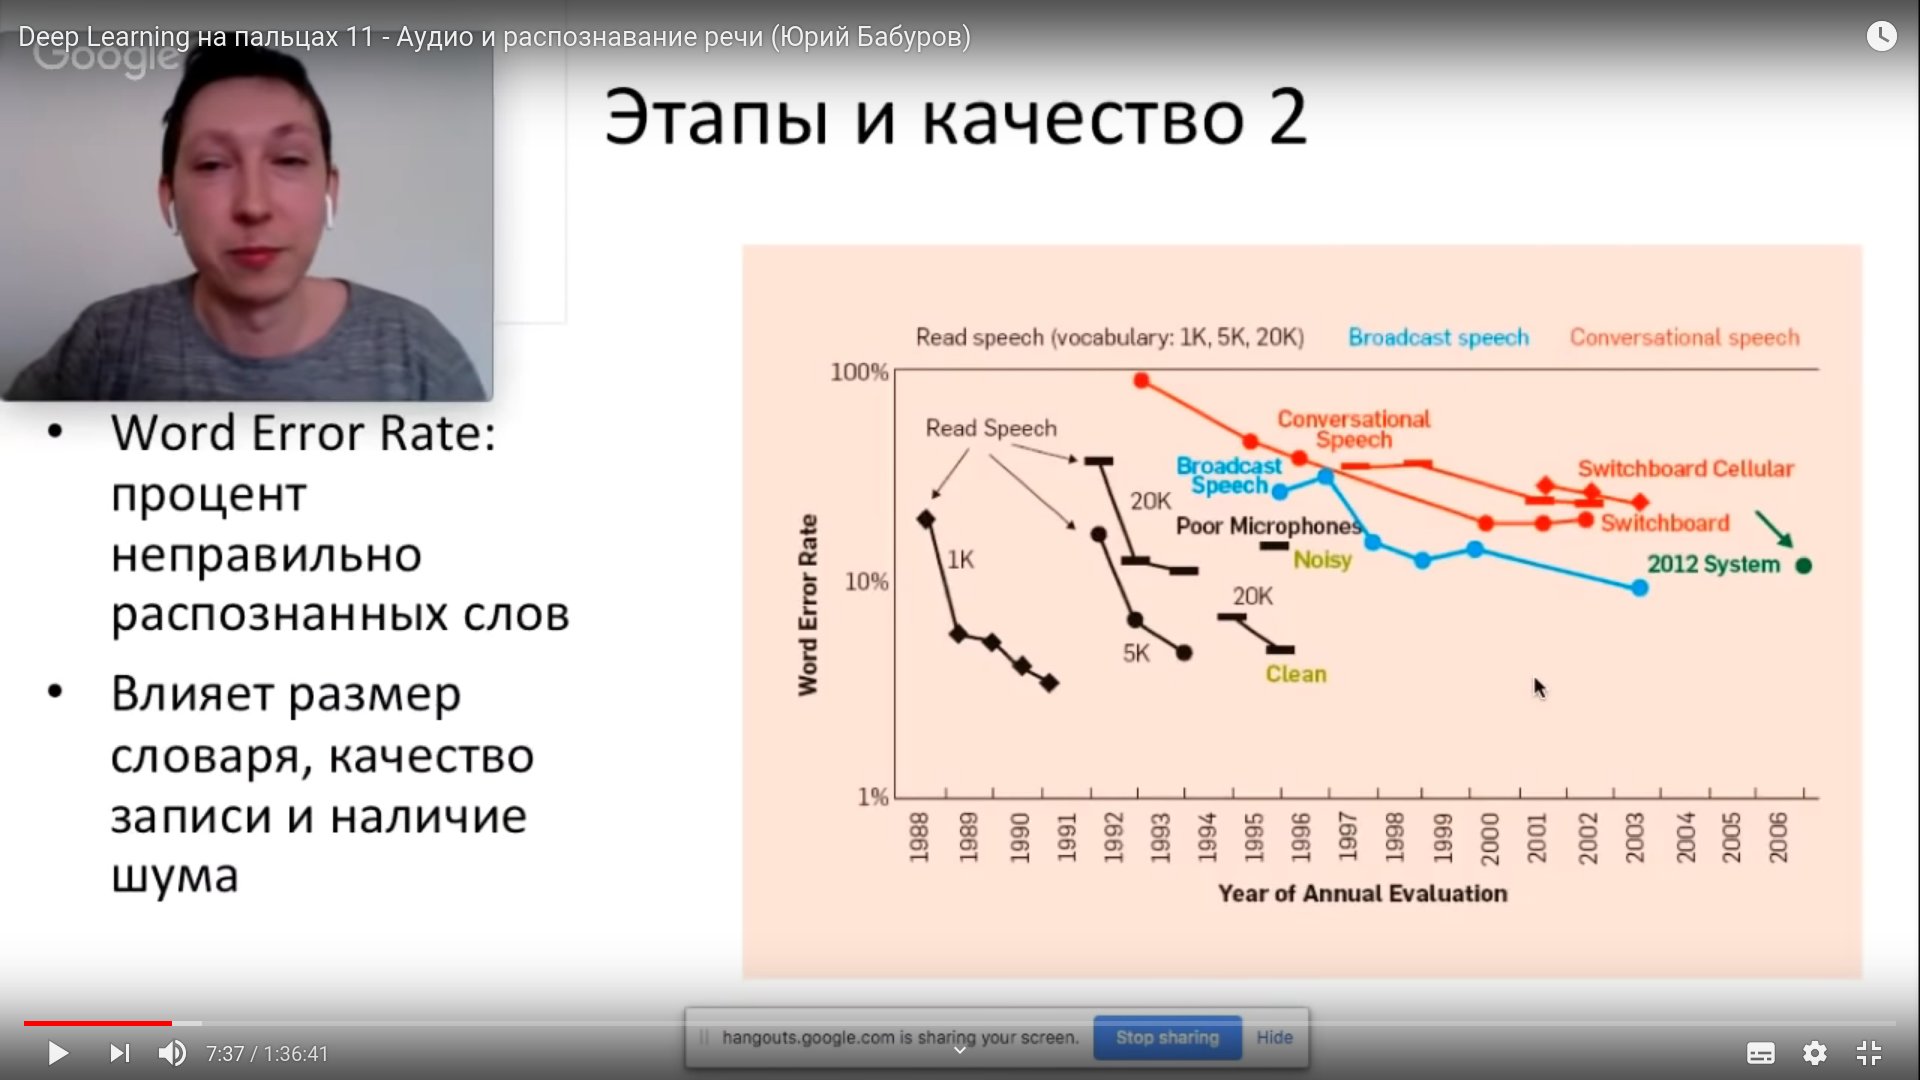 Deep Learning на пальцах 11 - Аудио и распознавание речи (Юрий Бабуров)
Google
Этапы и качество 2
• Word Error Rate:
процент
неправильно
распознанных слов
• Влияет размер
словаря, качество
записи и наличие
шума
Read speech (vocabulary: 1K, 5K, 20K) Broadcast speech Conversational speech
100%
10%
1%
Word Error Rate
Read Speech
1K
20K
5K
Conversational
Speech
Broadcast
Speech
Poor Microphones
Noisy
20K
Clean
Switchboard Cellular
Switchboard
2012 System
1988 1989 1990 1991 1992 1993 1994 1995 1996 1997 1998 1999 2000 2001 2002 2003 2004 2005 2006
Year of Annual Evaluation
hangouts.google.com is sharing your screen. Stop sharing Hide
7:37 / 1:36:41